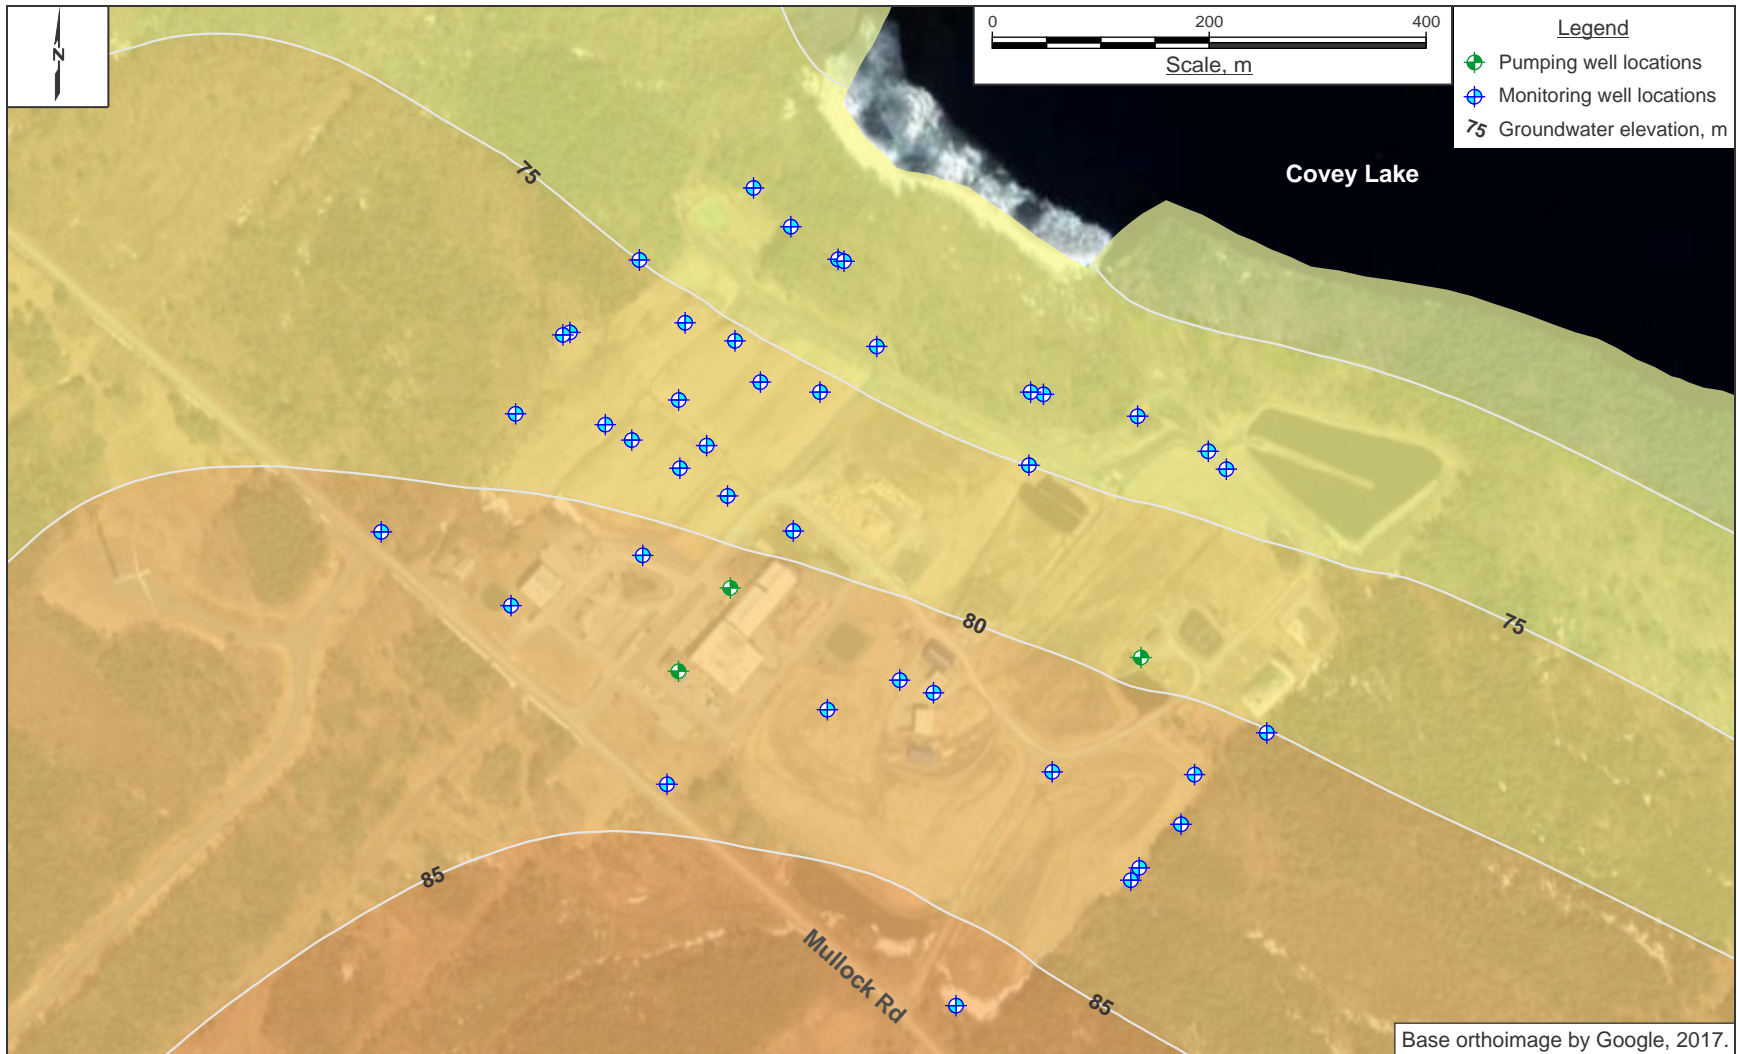 N
0 200 400
Scale, m
Legend
Pumping well locations
Monitoring well locations
75 Groundwater elevation, m
Covey Lake
75
80
75
85
85
Mullock Rd
Base orthoimage by Google, 2017.